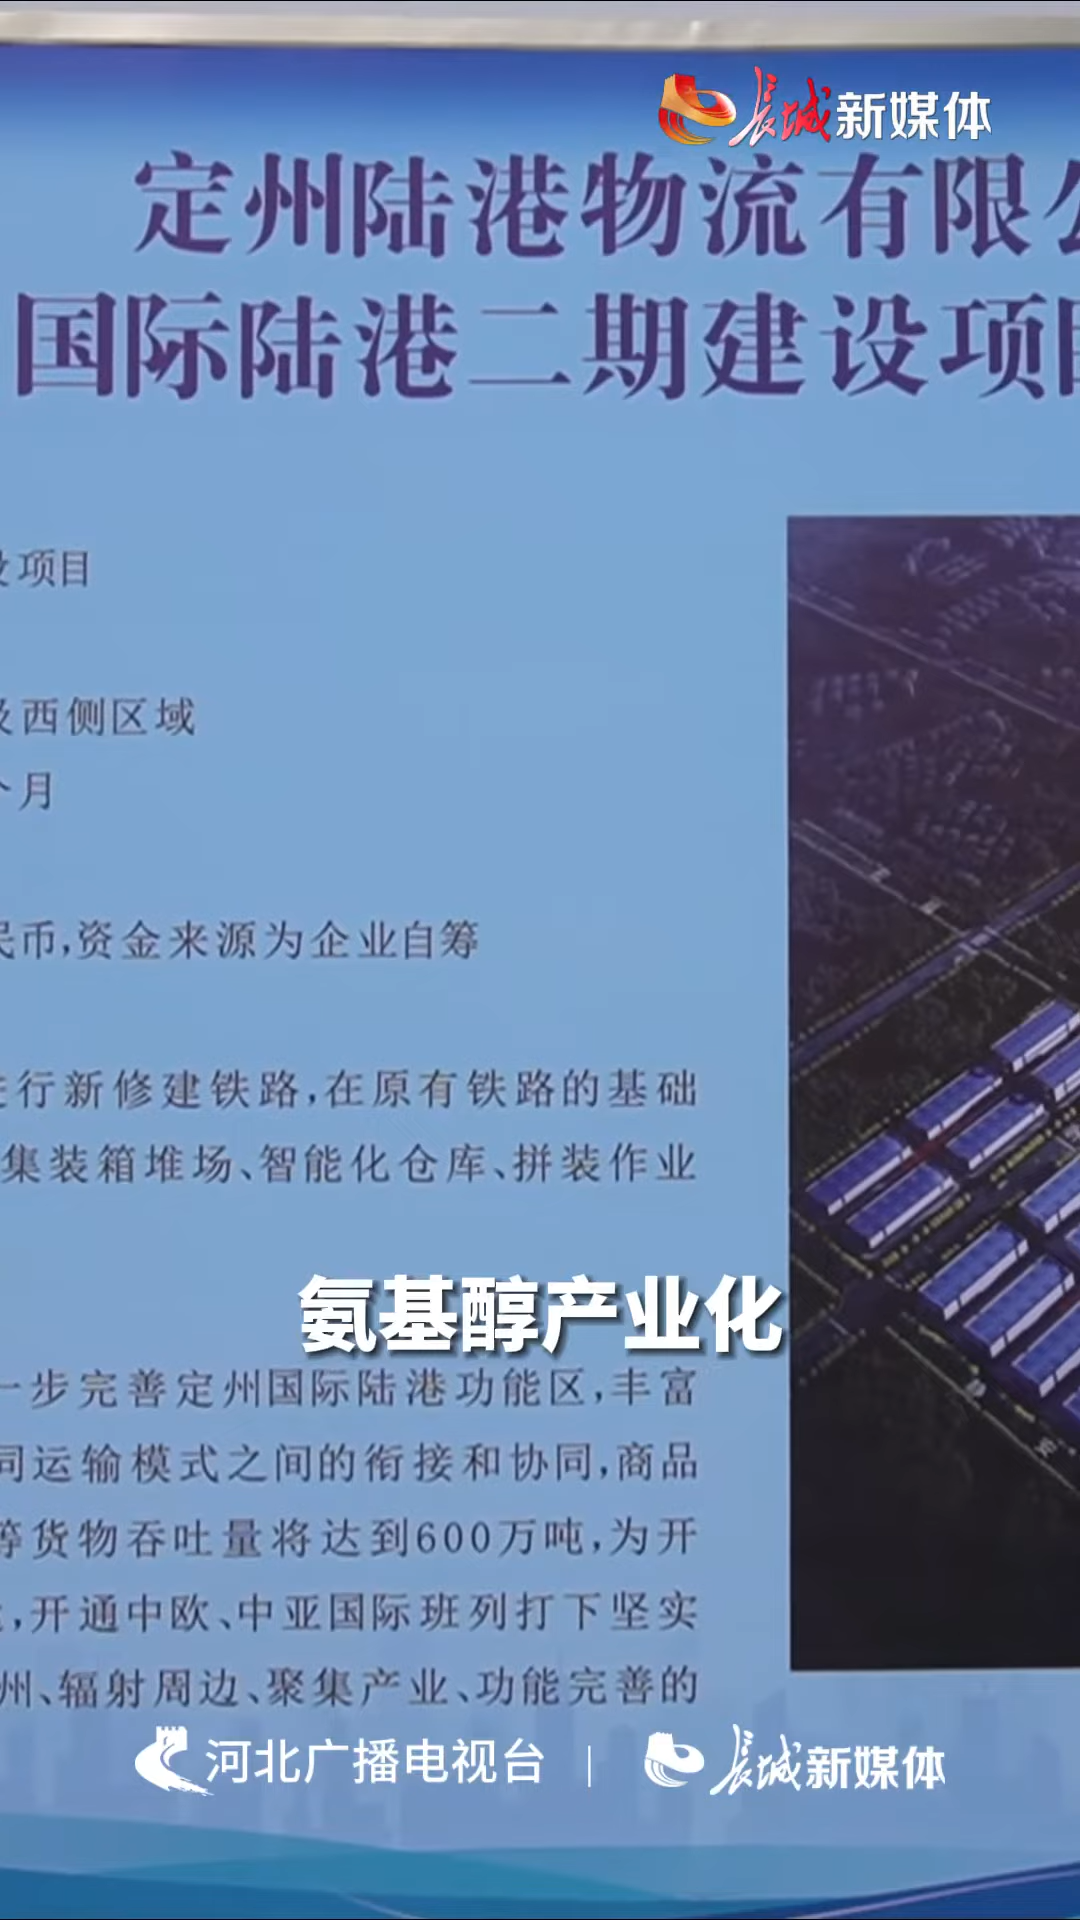 长城新媒体
定州陆港物流有限公
国际陆港二期建设项目
设项目
及西侧区域
个月
民币,资金来源为企业自筹
进行新修建铁路,在原有铁路的基础
集装箱堆场、智能化仓库、拼装作业
氨基醇产业化
一步完善定州国际陆港功能区,丰富
同运输模式之间的衔接和协同,商品
等货物吞吐量将达到600万吨,为开
,开通中欧、中亚国际班列打下坚实
州、辐射周边、聚集产业、功能完善的
河北广播电视台 | 长城新媒体